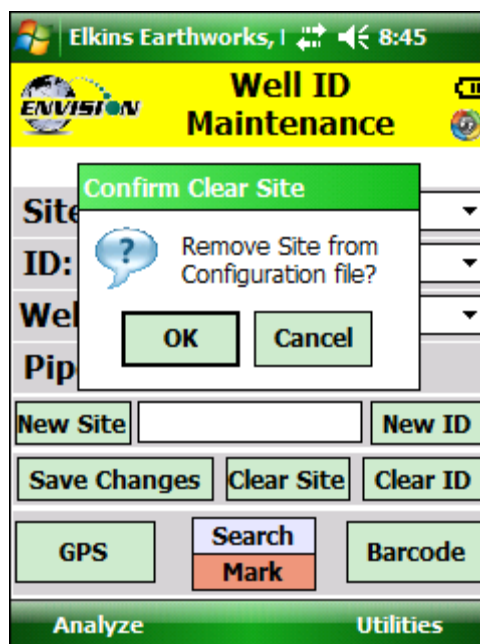 Elkins Earthworks, I 8:45
ENVISION
Well ID
Maintenance
Confirm Clear Site
Site
?
Remove Site from
Configuration file?
ID:
OK Cancel
Wel
Pip
New Site New ID
Save Changes Clear Site Clear ID
GPS Search Barcode
Mark
Analyze Utilities